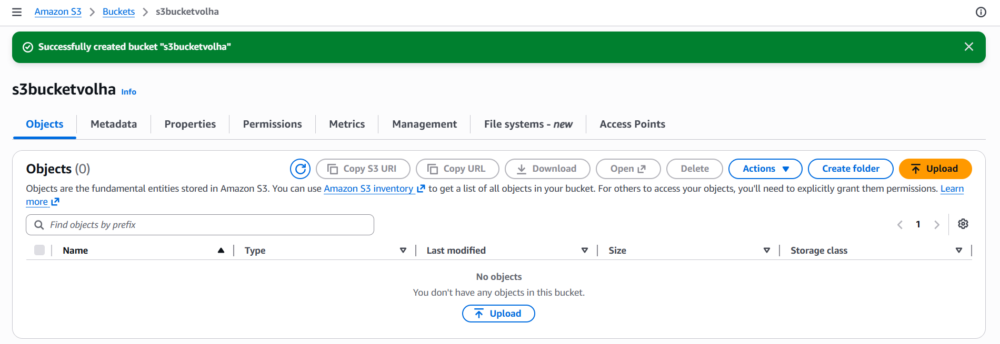 Amazon S3 Buckets s3bucketvolha
Successfully created bucket "s3bucketvolha"
s3bucketvolha Info
Objects Metadata Properties Permissions Metrics Management File systems - new Access Points
Objects (0) Copy S3 URI Copy URL Download Open Delete Actions Create folder Upload
Objects are the fundamental entities stored in Amazon S3. You can use Amazon S3 inventory to get a list of all objects in your bucket. For others to access your objects, you'll need to explicitly grant them permissions. Learn
more
Find objects by prefix 1
Name Type Last modified Size Storage class
No objects
You don't have any objects in this bucket.
Upload